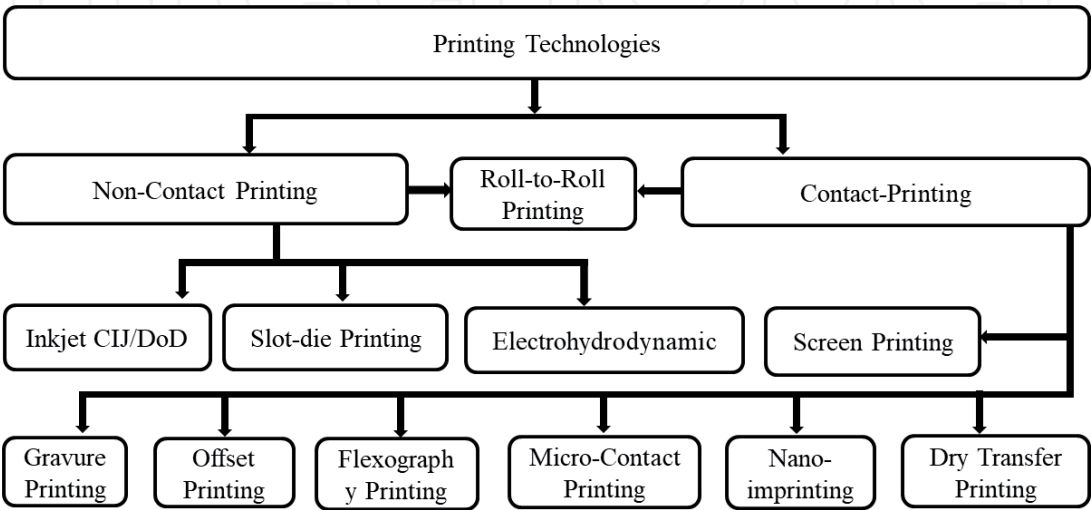 Printing Technologies
Non-Contact Printing
Roll-to-Roll
Printing
Contact-Printing
Inkjet CIJ/DoD
Slot-die Printing
Electrohydrodynamic
Screen Printing
Gravure
Printing
Offset
Printing
Flexograph
y Printing
Micro-Contact
Printing
Nano-
imprinting
Dry Transfer
Printing